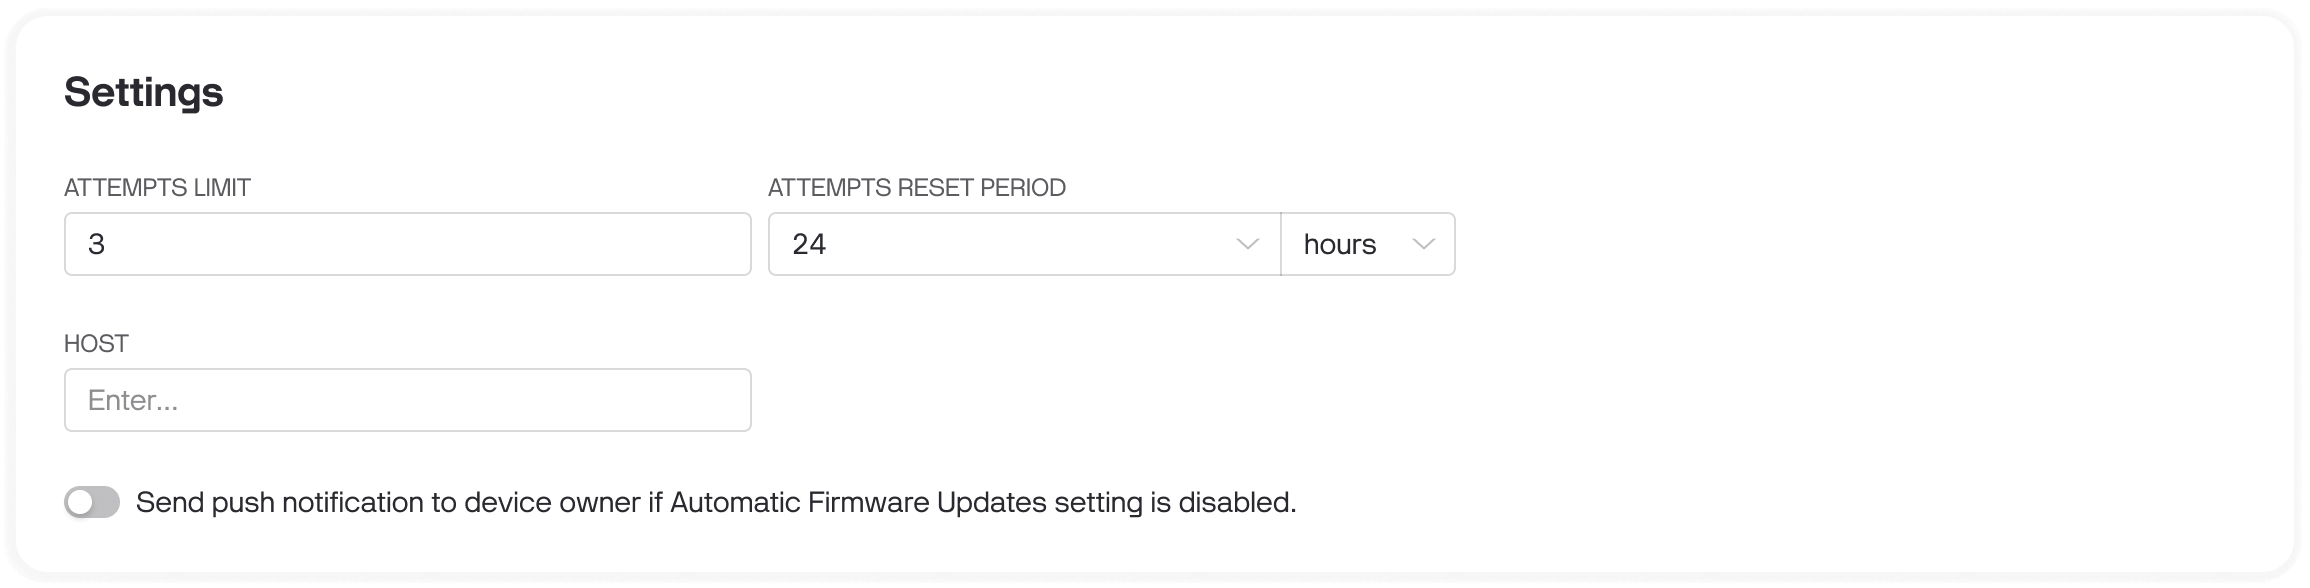 Settings
ATTEMPTS LIMIT
ATTEMPTS RESET PERIOD
3
24
hours
HOST
Enter...
Send push notification to device owner if Automatic Firmware Updates setting is disabled.